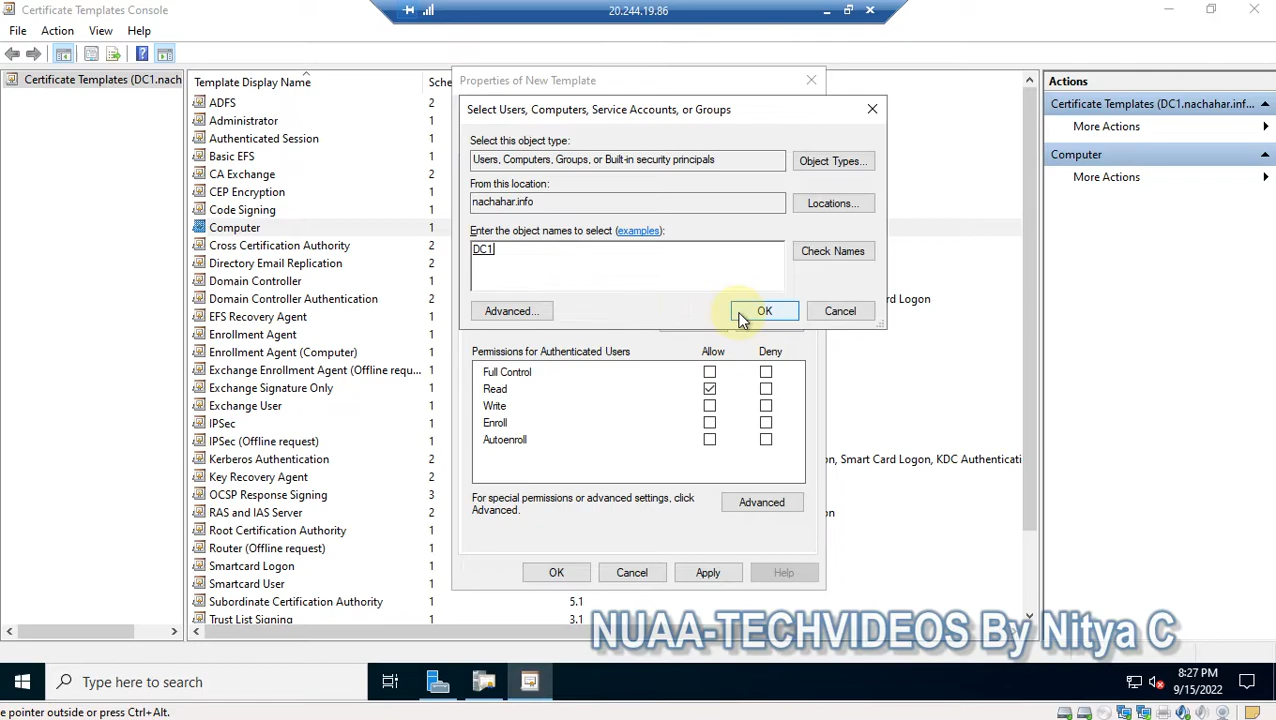 Certificate Templates Console
20.244.19.86
File Action View Help
Certificate Templates (DC1.nach
Template Display Name
Sche
ADFS 2
Administrator 1
Authenticated Session 1
Basic EFS 1
CA Exchange 2
CEP Encryption 1
Code Signing 1
Computer 1
Cross Certification Authority 2
Directory Email Replication 2
Domain Controller 1
Domain Controller Authentication 2
EFS Recovery Agent 1
Enrollment Agent 1
Enrollment Agent (Computer) 1
Exchange Enrollment Agent (Offline requ... 1
Exchange Signature Only 1
Exchange User 1
IPSec 1
IPSec (Offline request) 1
Kerberos Authentication 2
Key Recovery Agent 2
OCSP Response Signing 3
RAS and IAS Server 2
Root Certification Authority 1
Router (Offline request) 1
Smartcard Logon 1
Smartcard User 1
Subordinate Certification Authority 1
Trust List Signing 1
5.1
3.1
Properties of New Template
Select Users, Computers, Service Accounts, or Groups
Select this object type:
Users, Computers, Groups, or Built-in security principals
Object Types...
From this location:
nachahar.info
Locations...
Enter the object names to select (examples):
DC1
Check Names
Advanced...
OK
Cancel
Permissions for Authenticated Users Allow Deny
Full Control
Read
Write
Enroll
Autoenroll
For special permissions or advanced settings, click
Advanced.
Advanced
OK
Cancel
Apply
Help
Card Logon
on, Smart Card Logon, KDC Authenticati
on
Actions
Certificate Templates (DC1.nachahar.info...
More Actions
Computer
More Actions
NUAA-TECHVIDEOS By Nitya C
Type here to search
8:27 PM
9/15/2022
e pointer outside or press Ctrl+Alt.